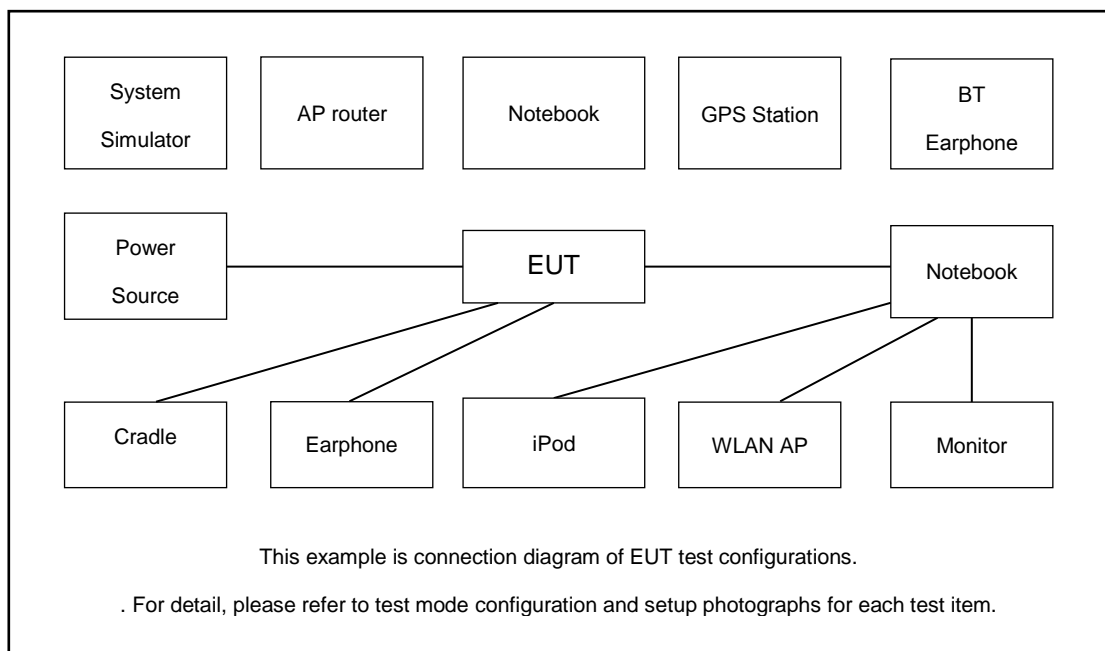 System
Simulator
AP router
Notebook
GPS Station
BT
Earphone
Power
Source
EUT
Notebook
Cradle
Earphone
iPod
WLAN AP
Monitor
This example is connection diagram of EUT test configurations.
. For detail, please refer to test mode configuration and setup photographs for each test item.